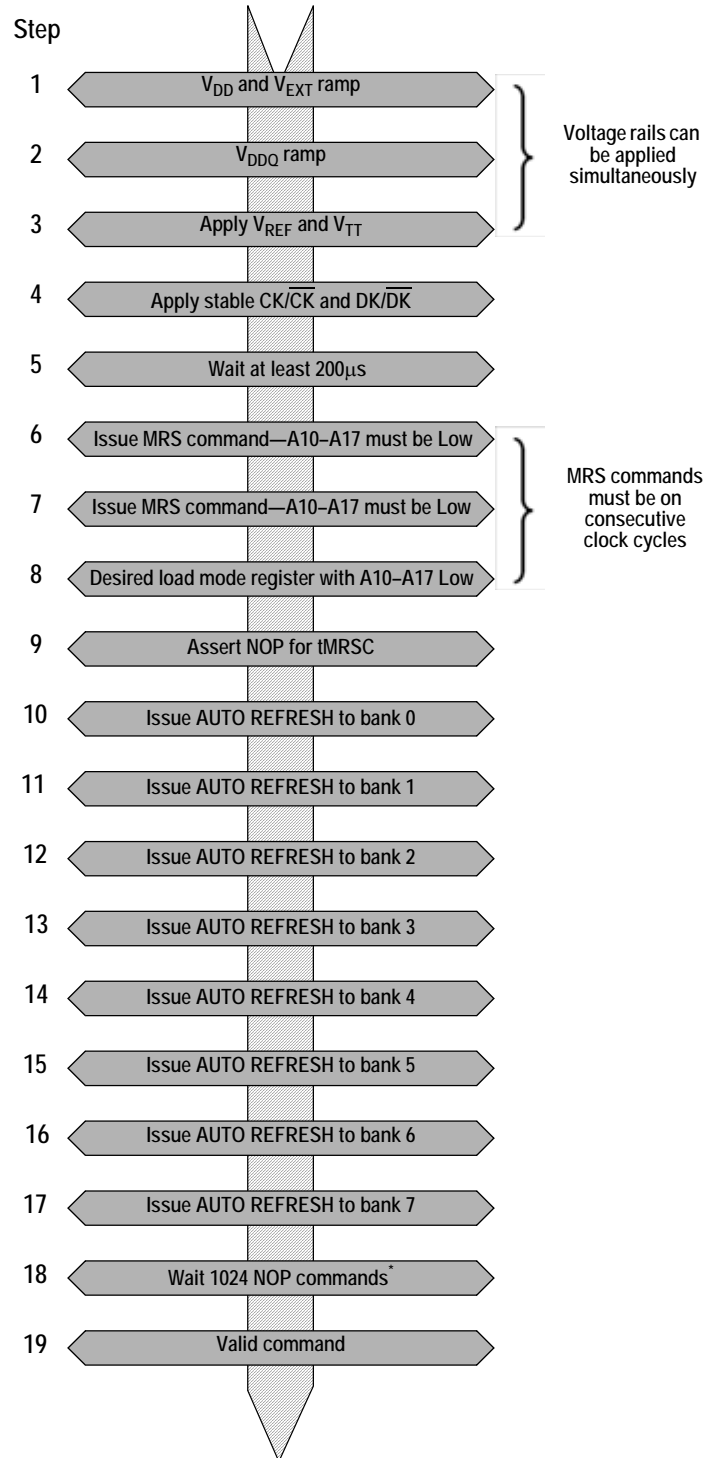 Step
1 VDD and VEXT ramp
2 VDDQ ramp
3 Apply VREF and VTT
Voltage rails can
be applied
simultaneously
4 Apply stable CK/C̅K̅ and DK/D̅K̅
5 Wait at least 200μs
6 Issue MRS command—A10–A17 must be Low
7 Issue MRS command—A10–A17 must be Low
8 Desired load mode register with A10–A17 Low
MRS commands
must be on
consecutive
clock cycles
9 Assert NOP for tMRSC
10 Issue AUTO REFRESH to bank 0
11 Issue AUTO REFRESH to bank 1
12 Issue AUTO REFRESH to bank 2
13 Issue AUTO REFRESH to bank 3
14 Issue AUTO REFRESH to bank 4
15 Issue AUTO REFRESH to bank 5
16 Issue AUTO REFRESH to bank 6
17 Issue AUTO REFRESH to bank 7
18 Wait 1024 NOP commands*
19 Valid command